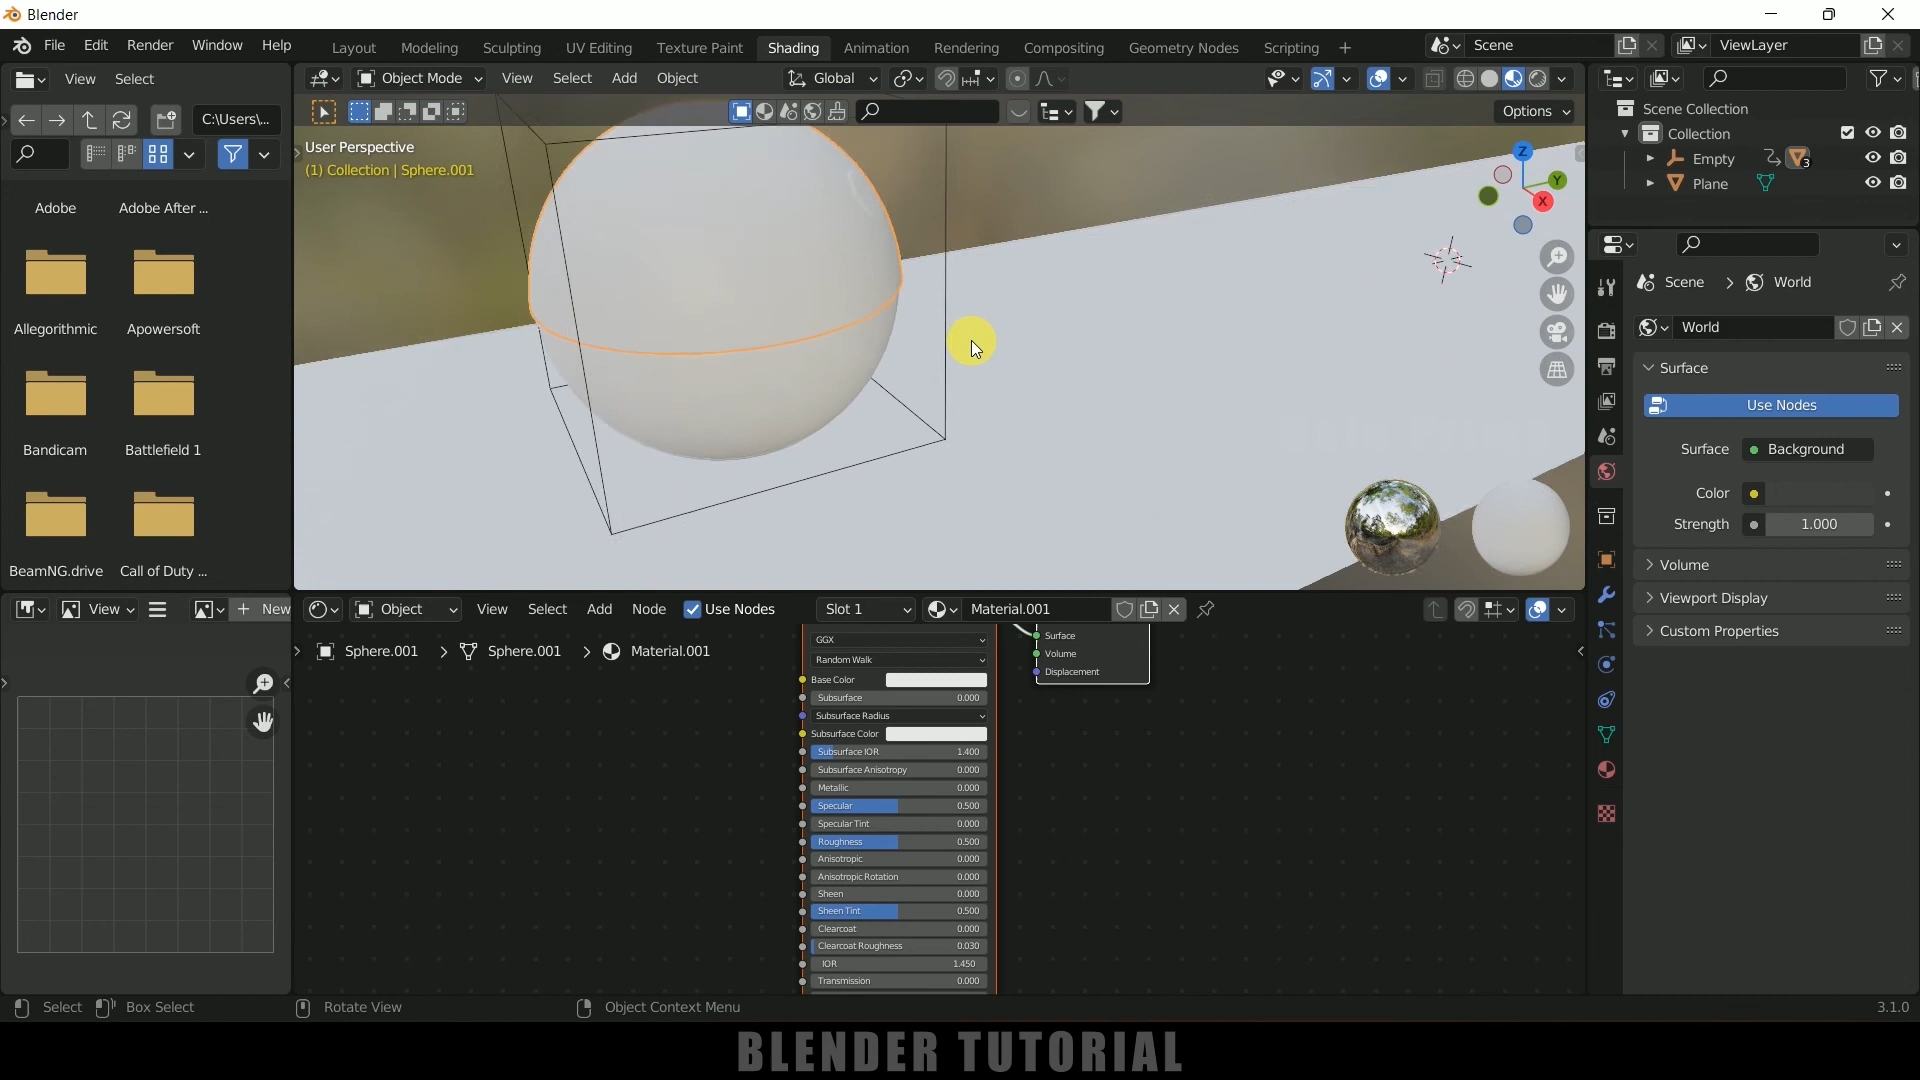 Blender
File Edit Render Window Help
Layout Modeling Sculpting UV Editing Texture Paint Shading Animation Rendering Compositing Geometry Nodes Scripting
Scene
ViewLayer
View Select
Object Mode View Select Add Object
Global
C:\Users\...
Options
User Perspective
(1) Collection | Sphere.001
Z
Y
X
Scene Collection
Collection
Empty
3
Plane
Adobe
Adobe After ...
Allegorithmic
Apowersoft
Bandicam
Battlefield 1
BeamNG.drive
Call of Duty ...
Scene > World
World
Surface
Use Nodes
Surface Background
Color
Strength 1.000
Volume
Viewport Display
Custom Properties
View
New
Object View Select Add Node Use Nodes Slot 1 Material.001
Sphere.001 > Sphere.001 > Material.001
GGX
Random Walk
Base Color
Subsurface 0.000
Subsurface Radius
Subsurface Color
Subsurface IOR 1.400
Subsurface Anisotropy 0.000
Metallic 0.000
Specular 0.500
Specular Tint 0.000
Roughness 0.500
Anisotropic 0.000
Anisotropic Rotation 0.000
Sheen 0.000
Sheen Tint 0.500
Clearcoat 0.000
Clearcoat Roughness 0.030
IOR 1.450
Transmission 0.000
Surface
Volume
Displacement
Select Box Select Rotate View Object Context Menu 3.1.0
BLENDER TUTORIAL